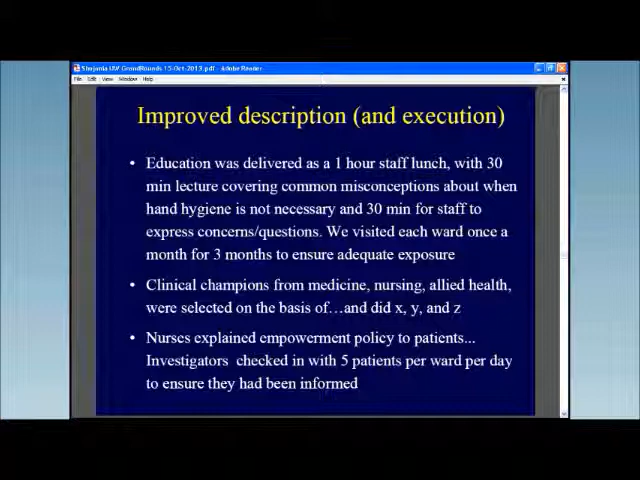 Shojania UW GrandRounds 15-Oct-2013.pdf - Adobe Reader
File Edit View Window Help
Improved description (and execution)
• Education was delivered as a 1 hour staff lunch, with 30
min lecture covering common misconceptions about when
hand hygiene is not necessary and 30 min for staff to
express concerns/questions. We visited each ward once a
month for 3 months to ensure adequate exposure
• Clinical champions from medicine, nursing, allied health,
were selected on the basis of…and did x, y, and z
• Nurses explained empowerment policy to patients...
Investigators checked in with 5 patients per ward per day
to ensure they had been informed